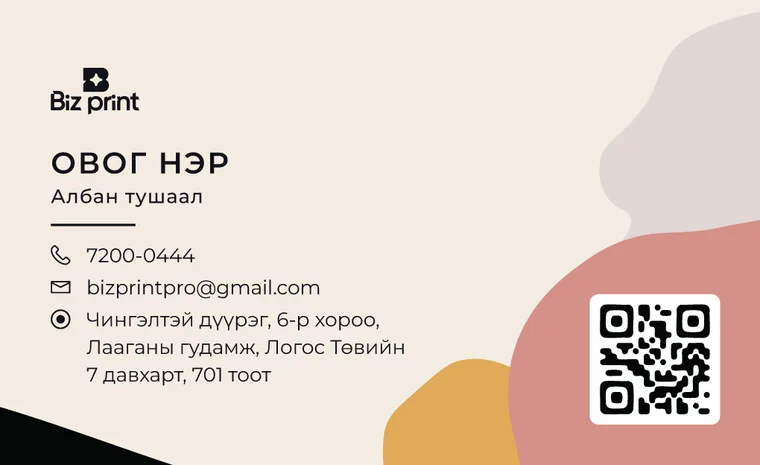 Biz print
ОВОГ НЭР
Албан тушаал
7200-0444
bizprintpro@gmail.com
Чингэлтэй дүүрэг, 6-р хороо,
Лааганы гудамж, Логос Төвийн
7 давхарт, 701 тоот